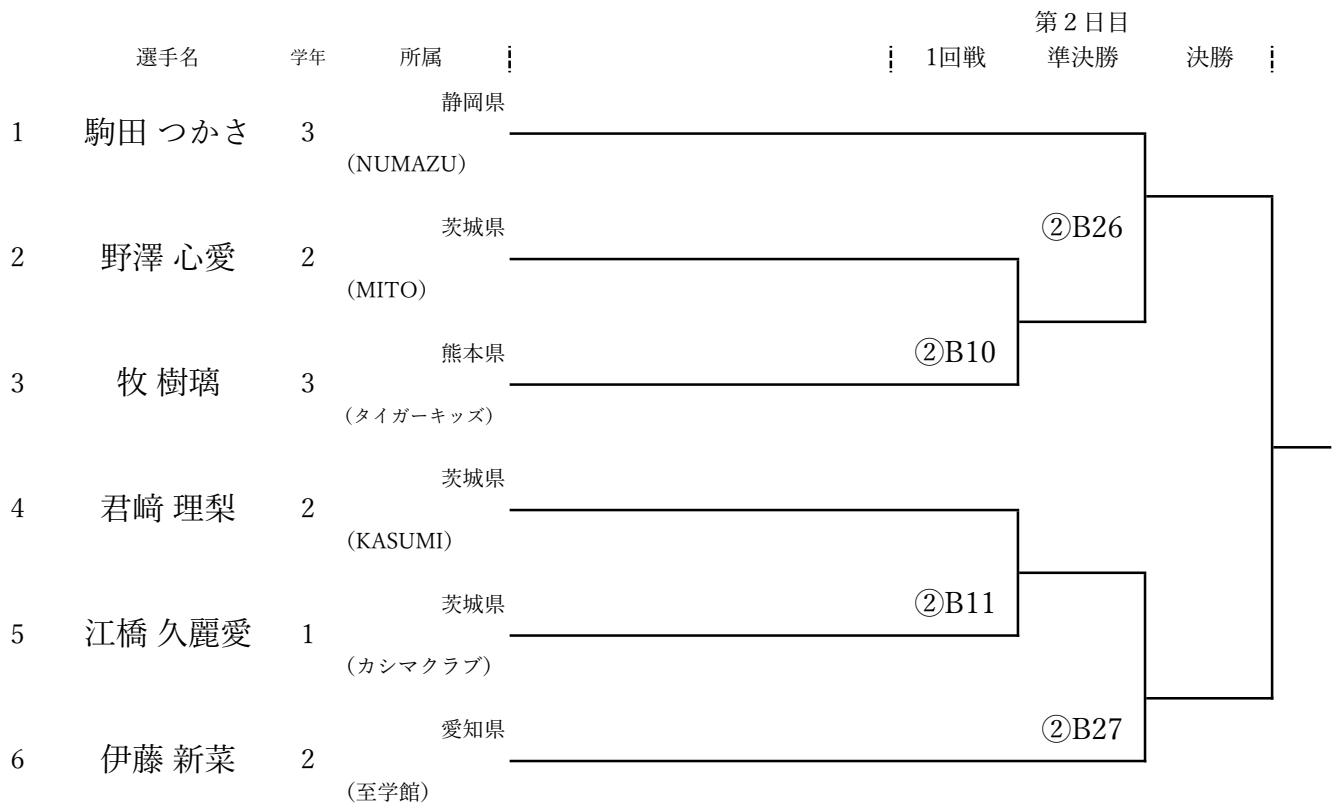 第２日目
選手名 学年 所属 1回戦 準決勝 決勝
静岡県
1 駒田 つかさ 3
(NUMAZU)
茨城県
②B26
2 野澤 心愛 2
(MITO)
熊本県
②B10
3 牧 樹璃 3
(タイガーキッズ)
茨城県
4 君﨑 理梨 2
(KASUMI)
茨城県
②B11
5 江橋 久麗愛 1
(カシマクラブ)
愛知県
②B27
6 伊藤 新菜 2
(至学館)